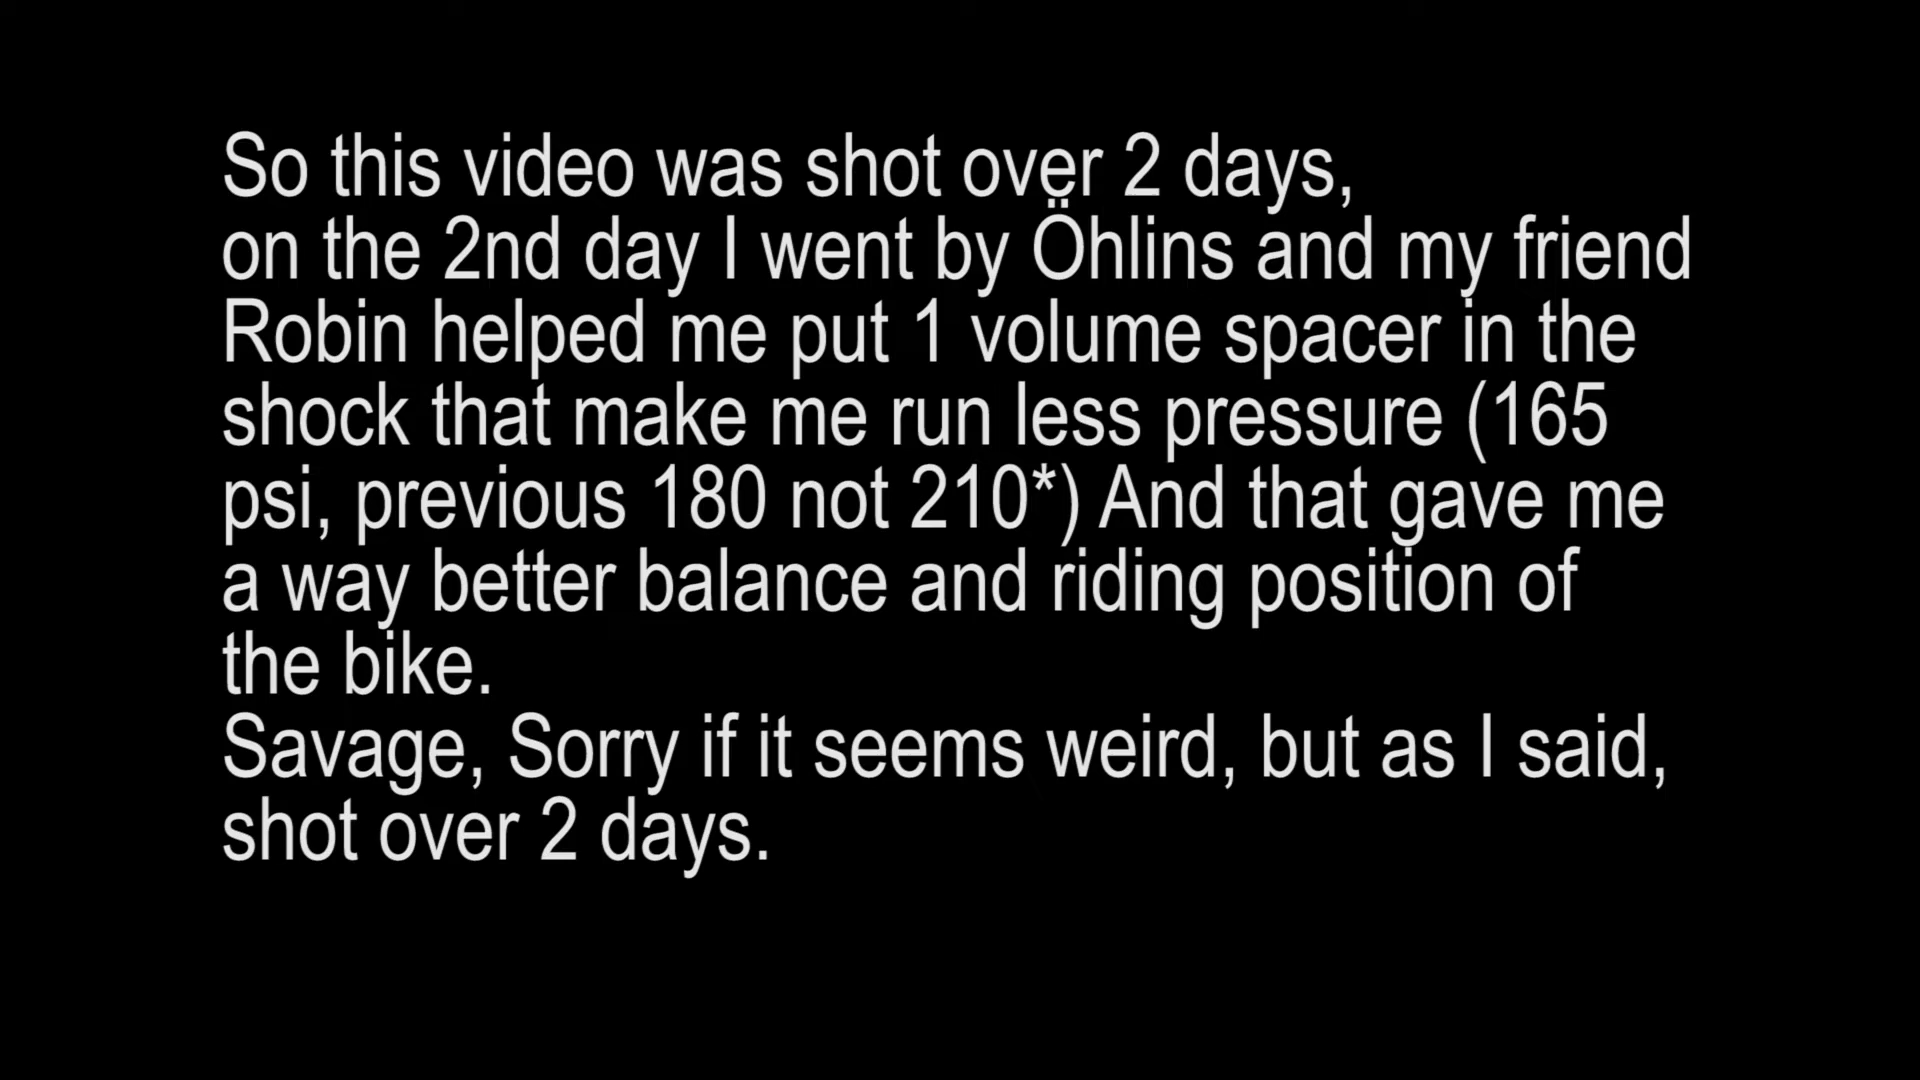 So this video was shot over 2 days,
on the 2nd day I went by Öhlins and my friend
Robin helped me put 1 volume spacer in the
shock that make me run less pressure (165
psi, previous 180 not 210*) And that gave me
a way better balance and riding position of
the bike.
Savage, Sorry if it seems weird, but as I said,
shot over 2 days.